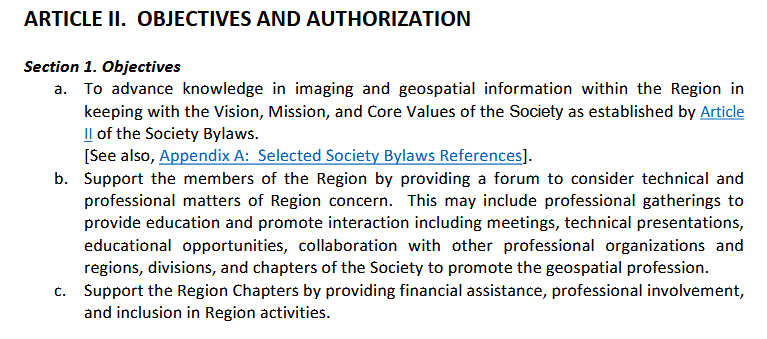 ARTICLE II.  OBJECTIVES AND AUTHORIZATION
Section 1. Objectives
a. To advance knowledge in imaging and geospatial information within the Region in
keeping with the Vision, Mission, and Core Values of the Society as established by Article
II of the Society Bylaws.
[See also, Appendix A:  Selected Society Bylaws References].
b. Support the members of the Region by providing a forum to consider technical and
professional matters of Region concern.  This may include professional gatherings to
provide education and promote interaction including meetings, technical presentations,
educational opportunities, collaboration with other professional organizations and
regions, divisions, and chapters of the Society to promote the geospatial profession.
c. Support the Region Chapters by providing financial assistance, professional involvement,
and inclusion in Region activities.